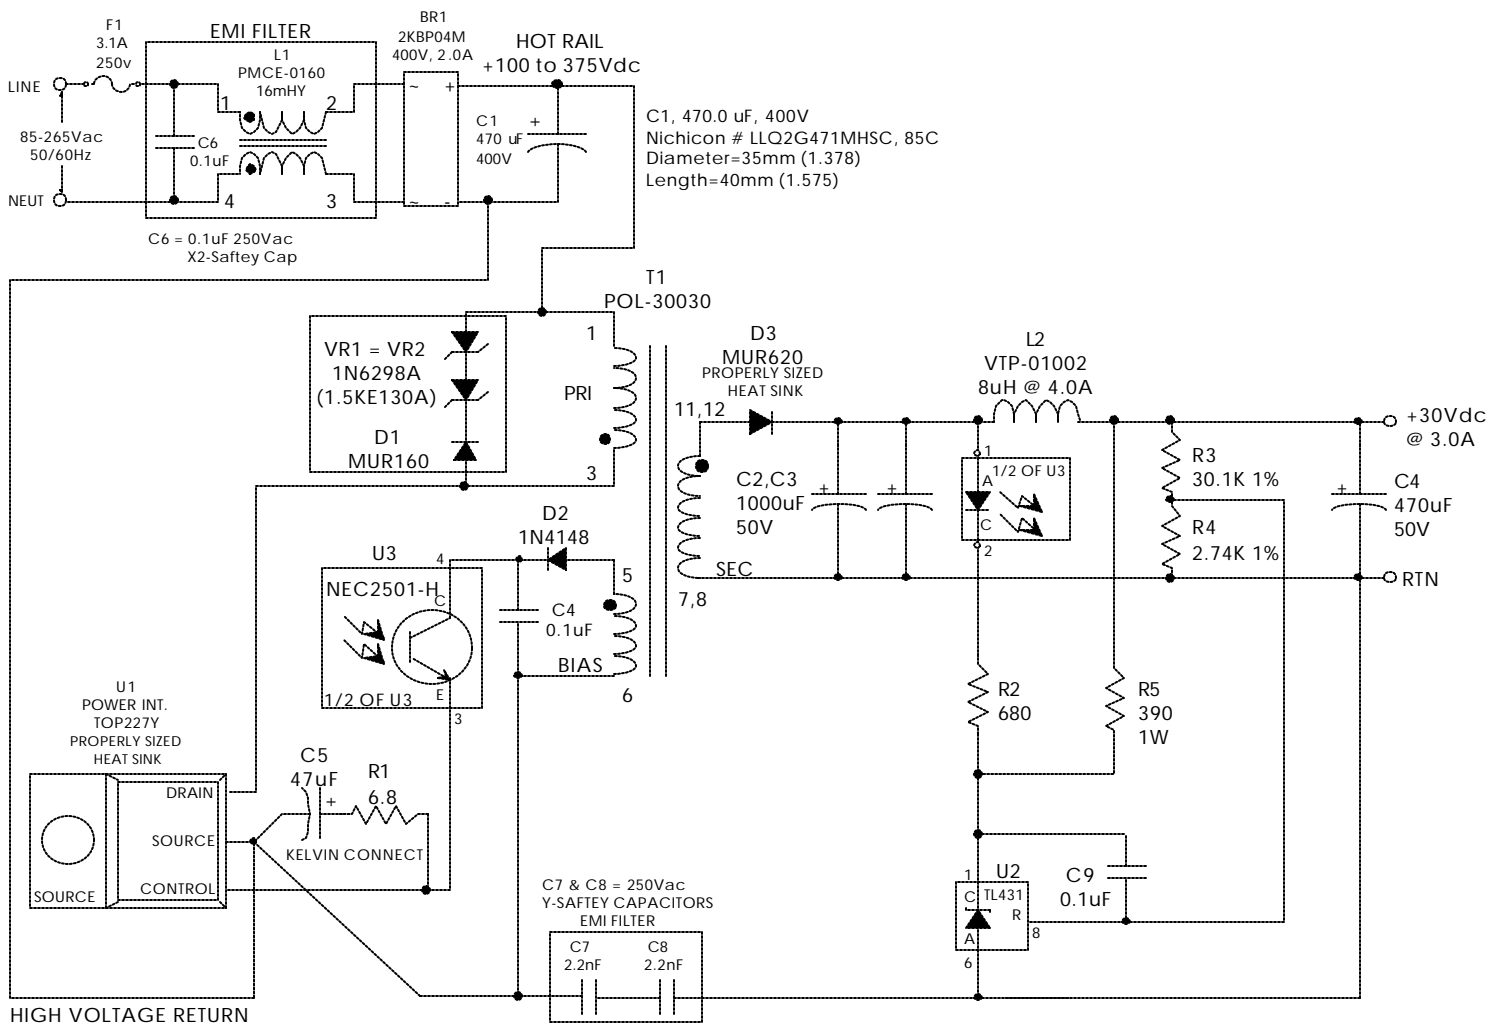 F1
3.1A
250v
EMI FILTER
L1
PMCE-0160
16mHY
BR1
2KBP04M
400V, 2.0A
HOT RAIL
+100 to 375Vdc
LINE
1
2
~
+
85-265Vac
50/60Hz
C6
0.1uF
C1
470 uF
400V
+
C1, 470.0 uF, 400V
Nichicon # LLQ2G471MHSC, 85C
Diameter=35mm (1.378)
Length=40mm (1.575)
NEUT
4
3
~
-
C6 = 0.1uF 250Vac
X2-Saftey Cap
T1
POL-30030
VR1 = VR2
1N6298A
(1.5KE130A)
D1
MUR160
1
PRI
3
D3
MUR620
PROPERLY SIZED
HEAT SINK
11,12
L2
VTP-01002
8uH @ 4.0A
+30Vdc
@ 3.0A
C2,C3
1000uF
50V
+
+
1
1/2 OF U3
A
C
2
R3
30.1K 1%
R4
2.74K 1%
+
C4
470uF
50V
SEC
7,8
RTN
D2
1N4148
U3
4
NEC2501-H
C
E
1/2 OF U3
3
C4
0.1uF
5
BIAS
6
R2
680
R5
390
1W
U1
POWER INT.
TOP227Y
PROPERLY SIZED
HEAT SINK
DRAIN
SOURCE
CONTROL
SOURCE
C5
47uF
+
R1
6.8
KELVIN CONNECT
C7 & C8 = 250Vac
Y-SAFTEY CAPACITORS
EMI FILTER
C7
2.2nF
C8
2.2nF
1
U2
C
TL431
R
A
8
6
C9
0.1uF
HIGH VOLTAGE RETURN